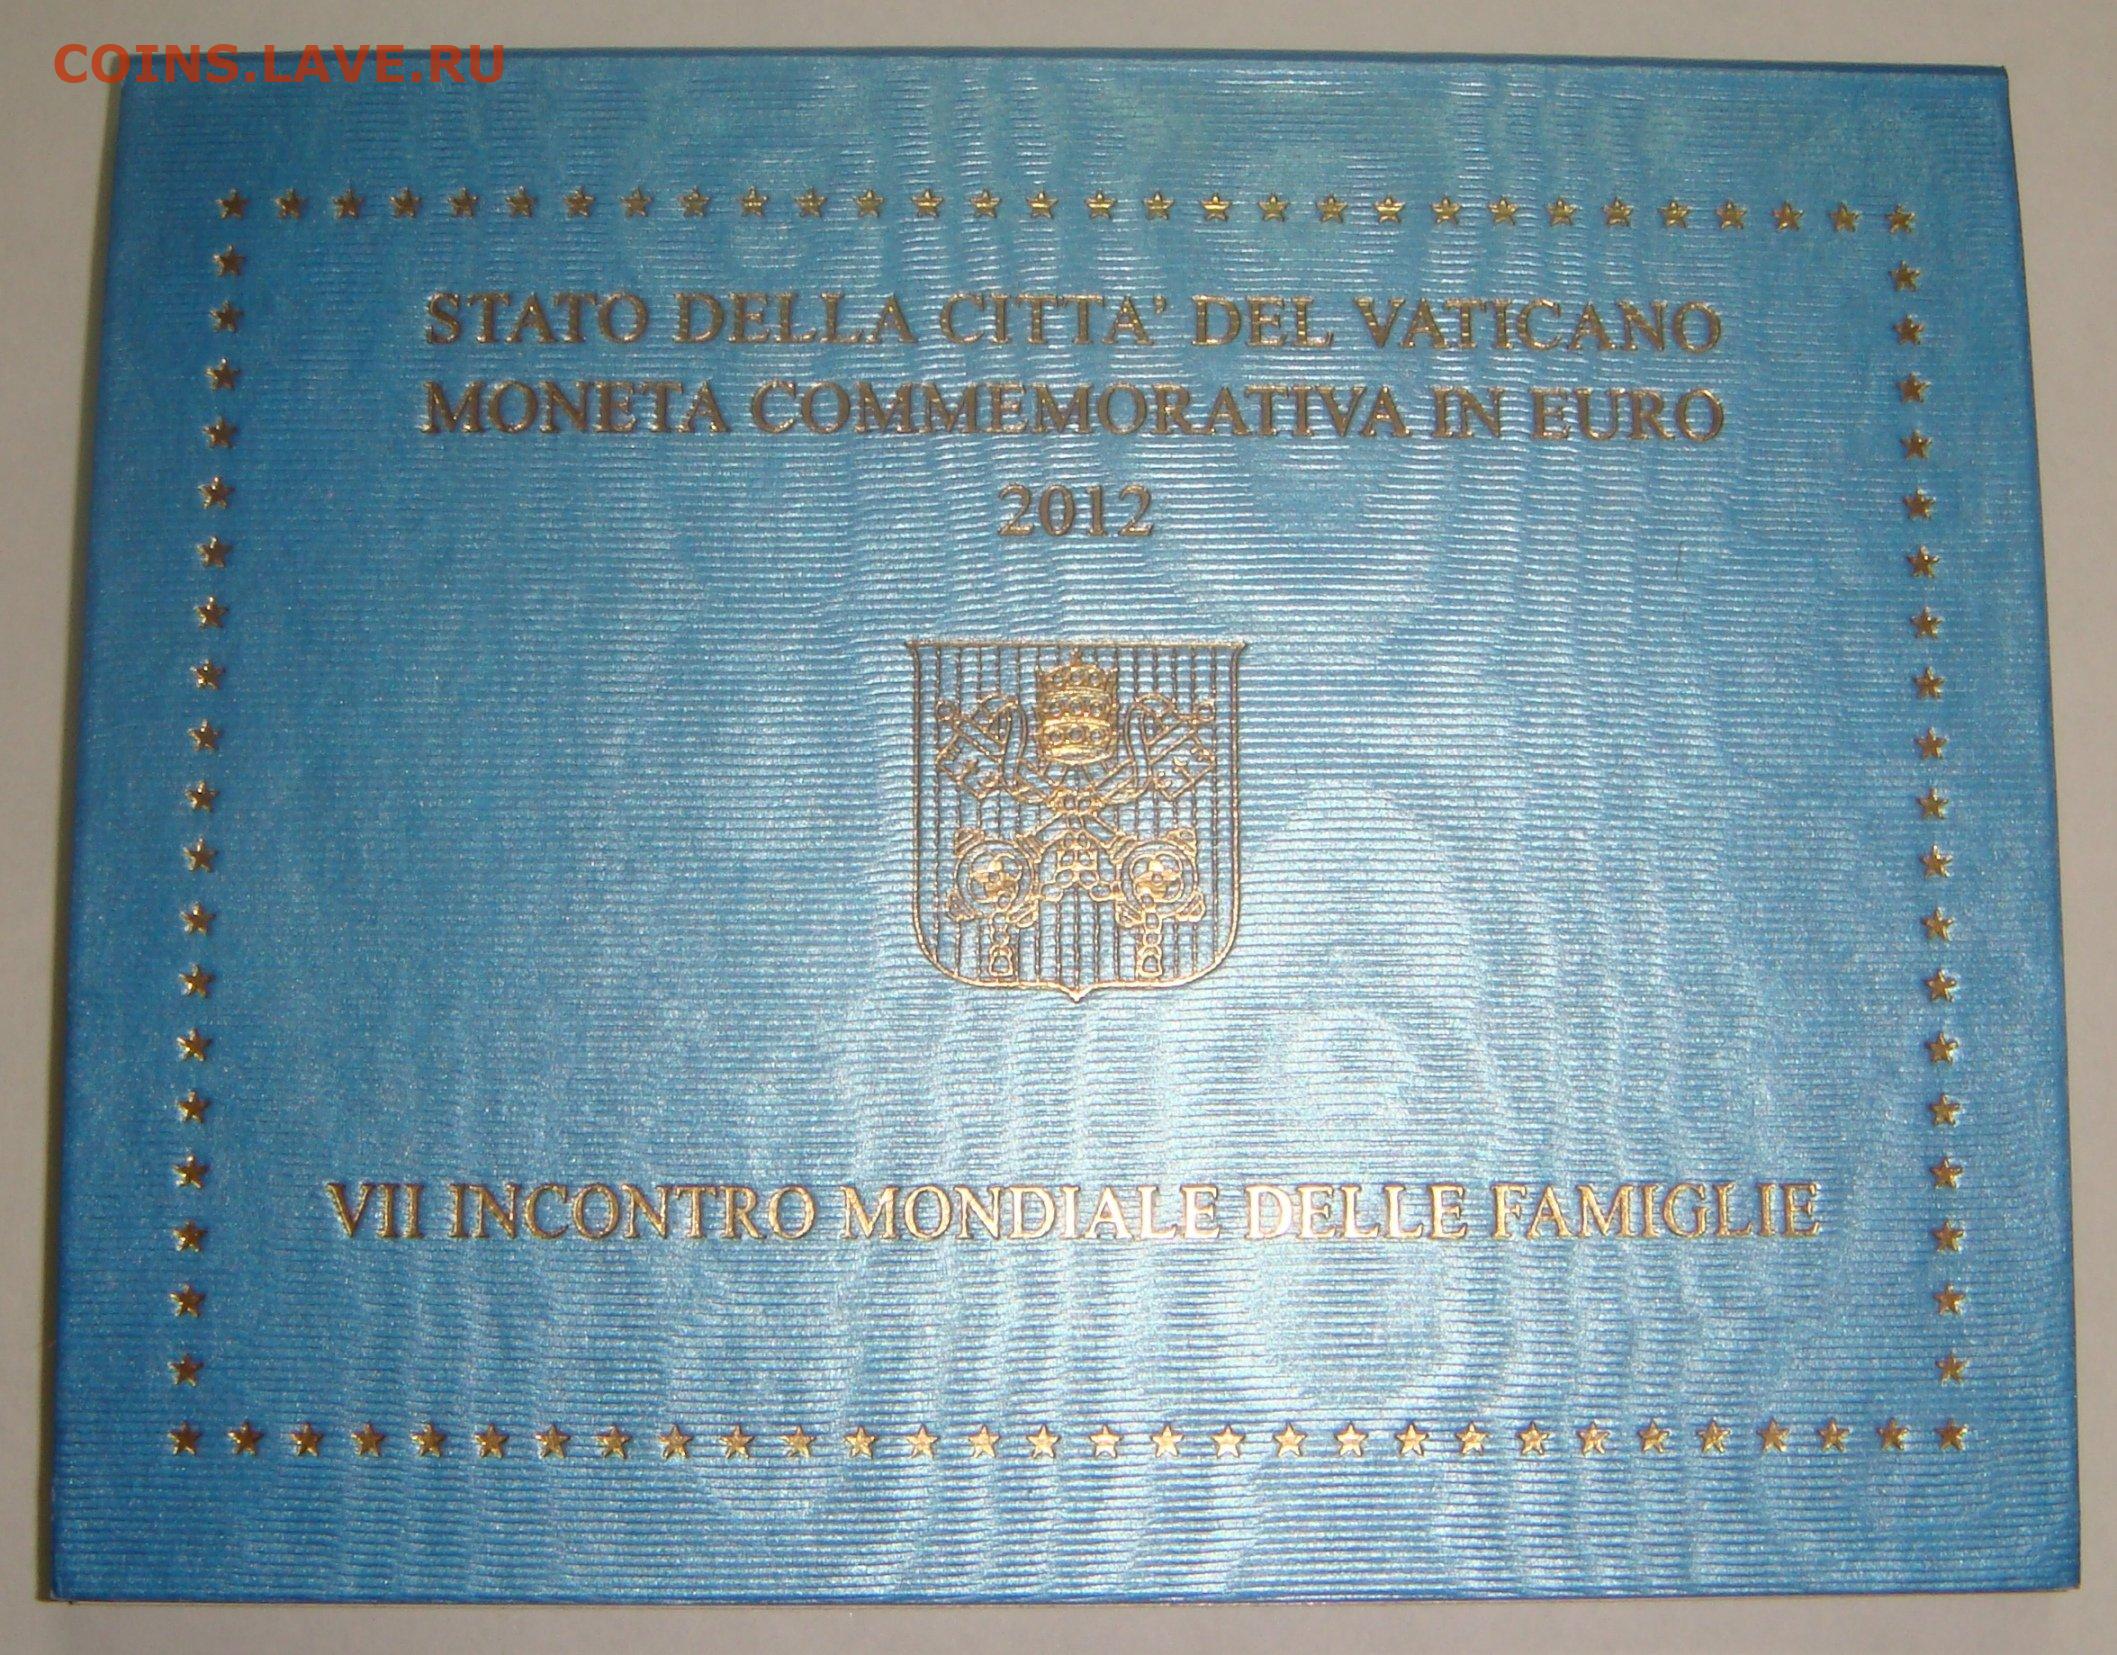 COINS.LAVE.RU
STATO DELLA CITTA' DEL VATICANO
MONETA COMMEMORATIVA IN EURO
2012
VII INCONTRO MONDIALE DELLE FAMIGLIE